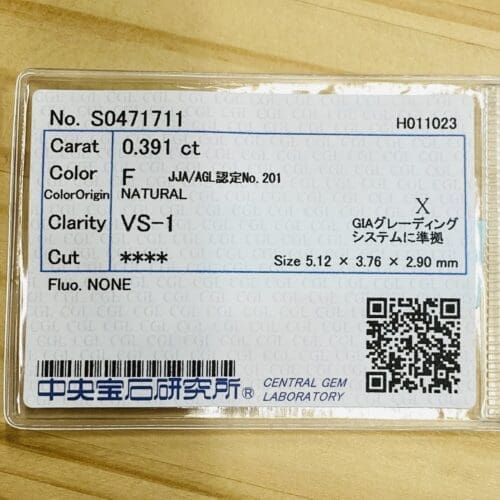 No. S0471711 H011023
Carat 0.391 ct
Color F JJA/AGL認定No.201
ColorOrigin NATURAL
Clarity VS-1 X
GIAグレーディング
システムに準拠
Cut ****
Size 5.12 × 3.76 × 2.90 mm
Fluo. NONE
中央宝石研究所® CENTRAL GEM
LABORATORY